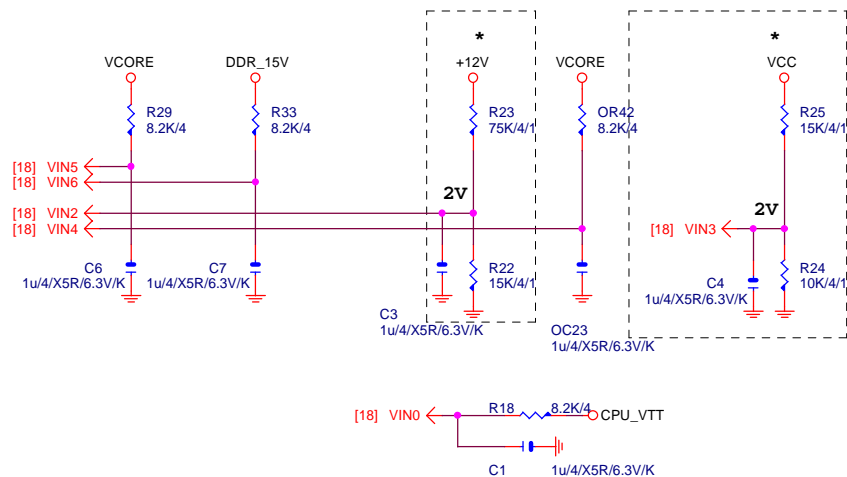 *
*
VCORE
DDR_15V
+12V
VCORE
VCC
R29
8.2K/4
R33
8.2K/4
R23
75K/4/1
OR42
8.2K/4
R25
15K/4/1
[18] VIN5
[18] VIN6
[18] VIN2
[18] VIN4
2V
[18] VIN3
2V
C6
1u/4/X5R/6.3V/K
C7
1u/4/X5R/6.3V/K
R22
15K/4/1
C3
1u/4/X5R/6.3V/K
OC23
1u/4/X5R/6.3V/K
C4
1u/4/X5R/6.3V/K
R24
10K/4/1
[18] VIN0
R18
8.2K/4
CPU_VTT
C1
1u/4/X5R/6.3V/K